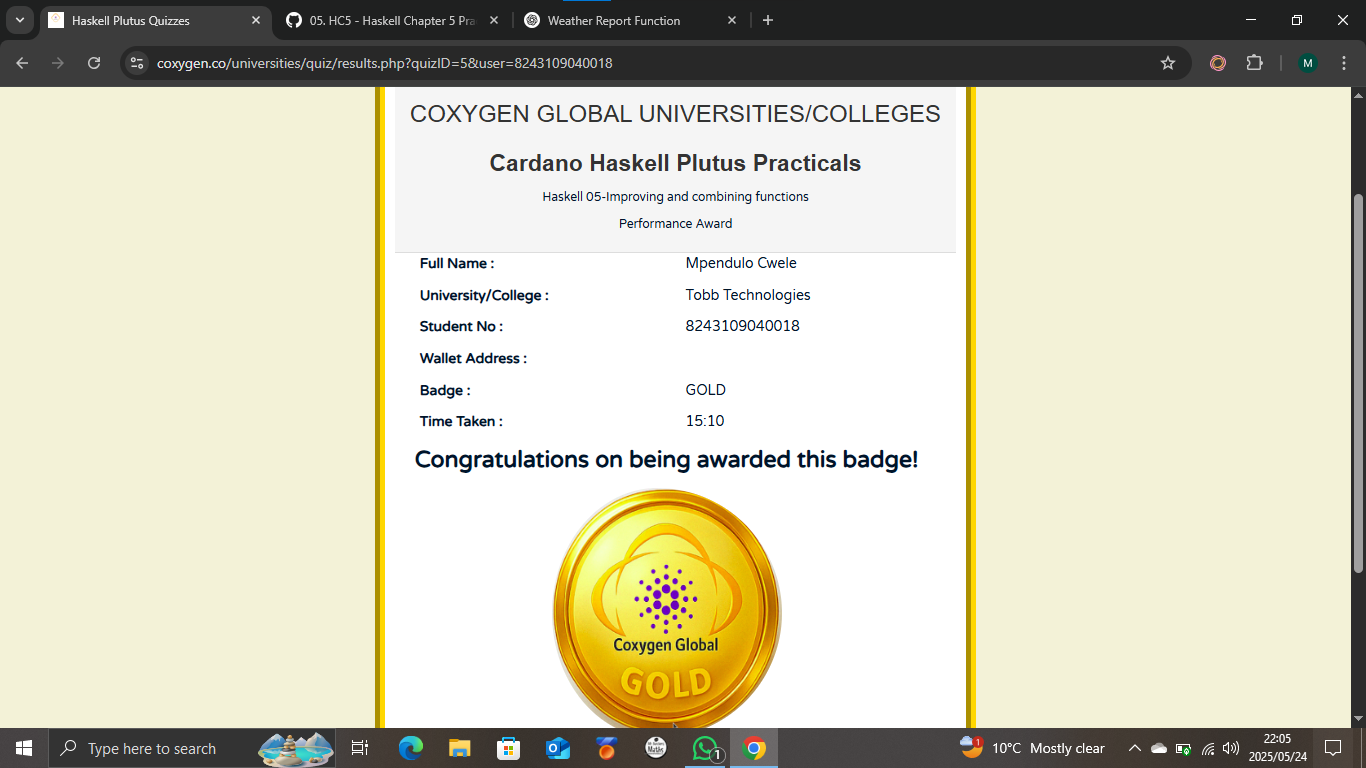 Haskell Plutus Quizzes
05. HC5 - Haskell Chapter 5 Pra
Weather Report Function
coxygen.co/universities/quiz/results.php?quizID=5&user=8243109040018
M
COXYGEN GLOBAL UNIVERSITIES/COLLEGES
Cardano Haskell Plutus Practicals
Haskell 05-Improving and combining functions
Performance Award
Full Name : Mpendulo Cwele
University/College : Tobb Technologies
Student No : 8243109040018
Wallet Address :
Badge : GOLD
Time Taken : 15:10
Congratulations on being awarded this badge!
Coxygen Global
GOLD
Type here to search
1
1
10°C Mostly clear
22:05
2025/05/24